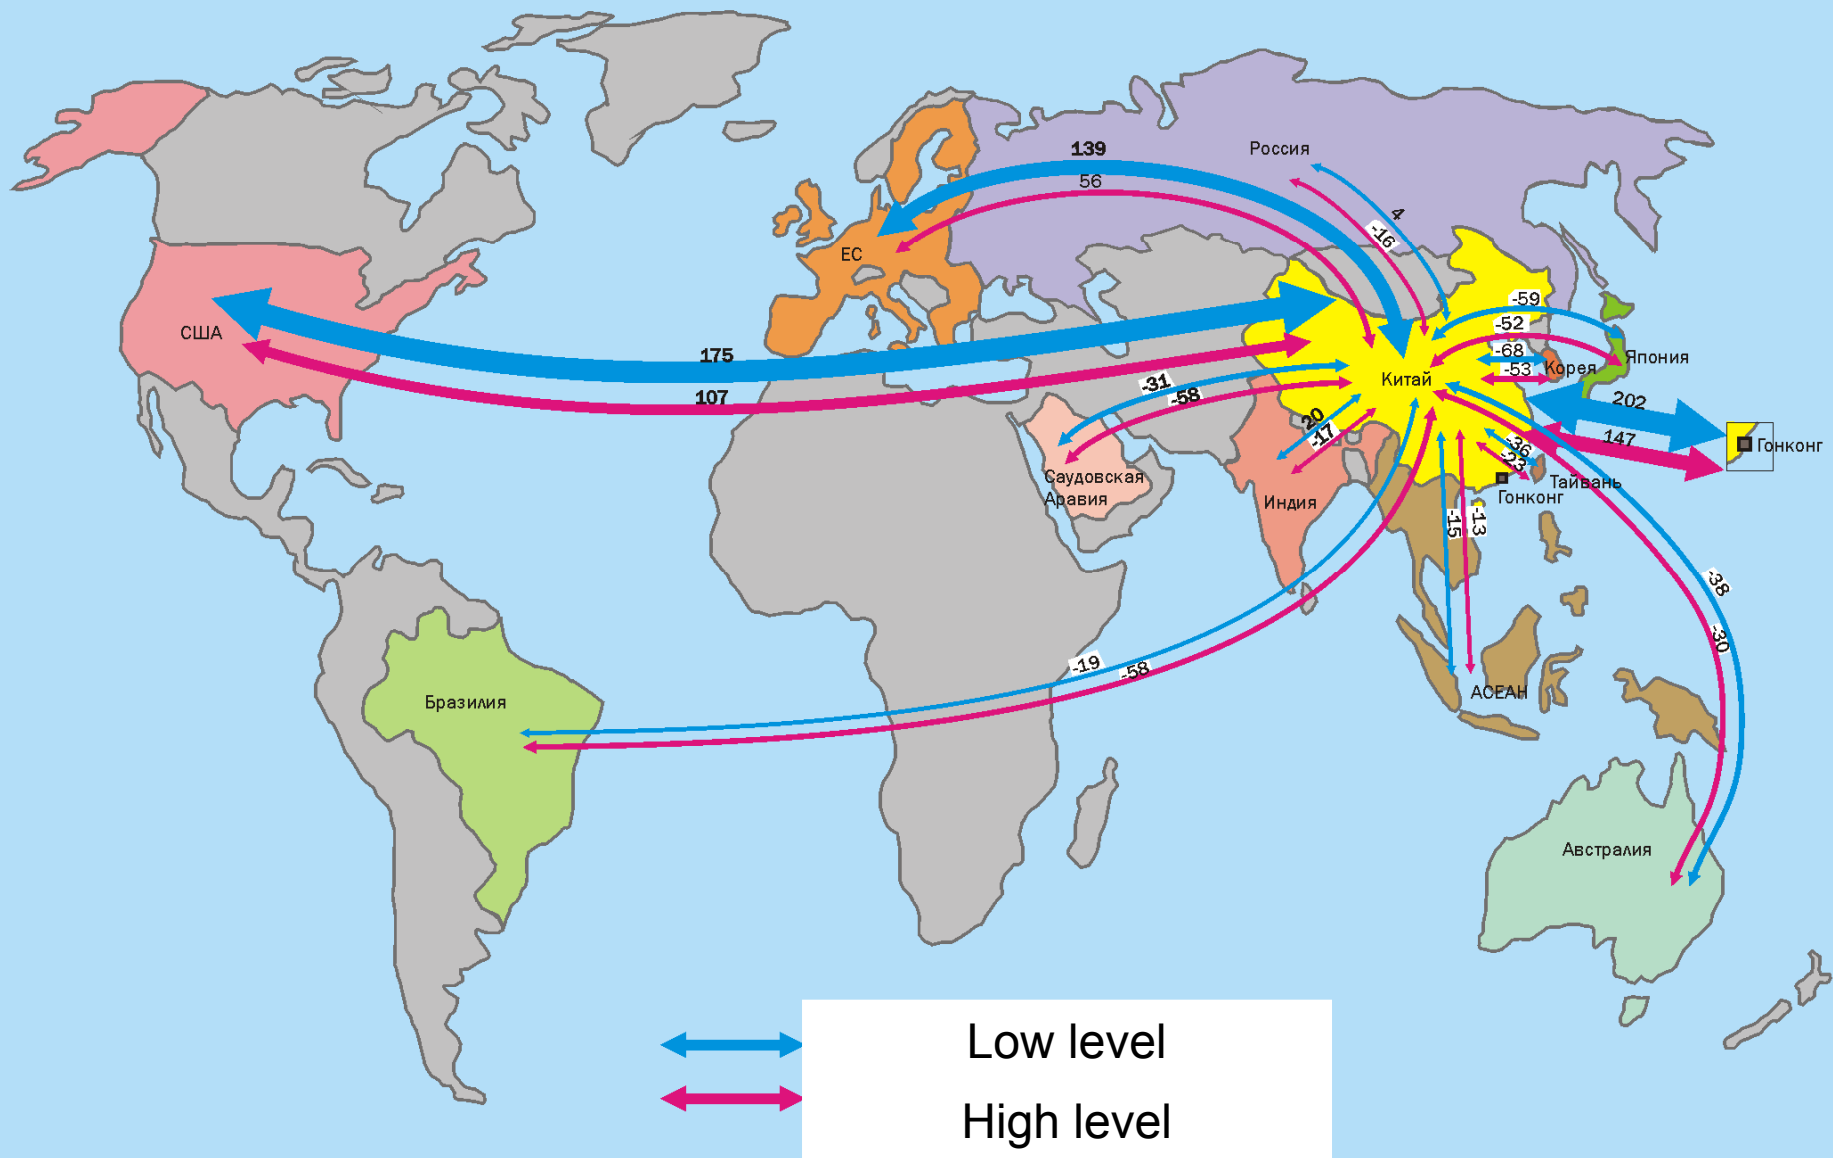 139
Россия
56
4
-16
ЕС
-59
США
-52
175
-68
Япония
Корея
-53
Китай
-31
-58
107
202
20
-17
147
Гонконг
-36
-23
Саудовская
Аравия
Тайвань
Гонконг
Индия
-15
-13
-38
-30
-19
-58
АСЕАН
Бразилия
Австралия
Low level
High level